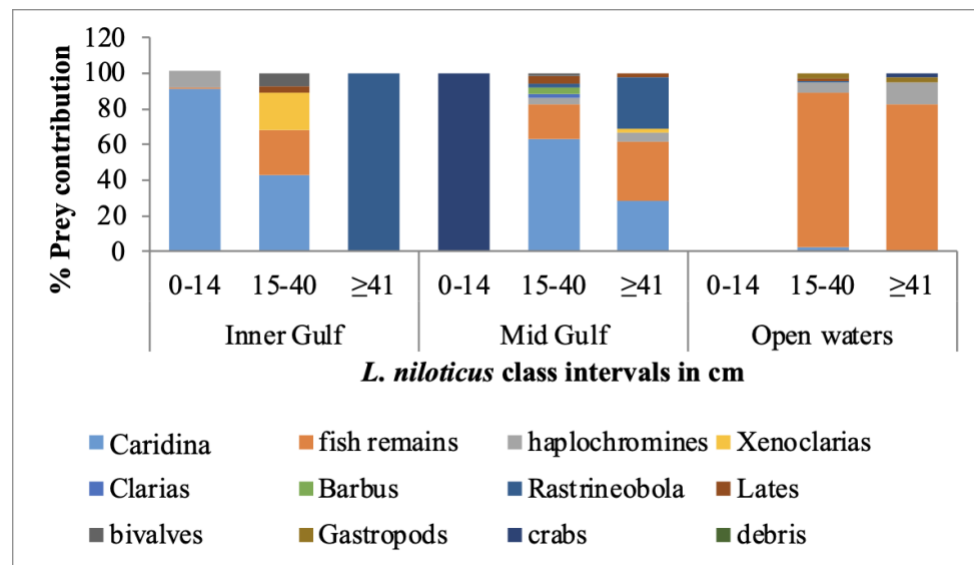 120
100
80
60
40
20
0
% Prey contribution
0-14 15-40 ≥41 0-14 15-40 ≥41 0-14 15-40 ≥41
Inner Gulf Mid Gulf Open waters
L. niloticus class intervals in cm
Caridina fish remains haplochromines Xenoclarias
Clarias Barbus Rastrineobola Lates
bivalves Gastropods crabs debris